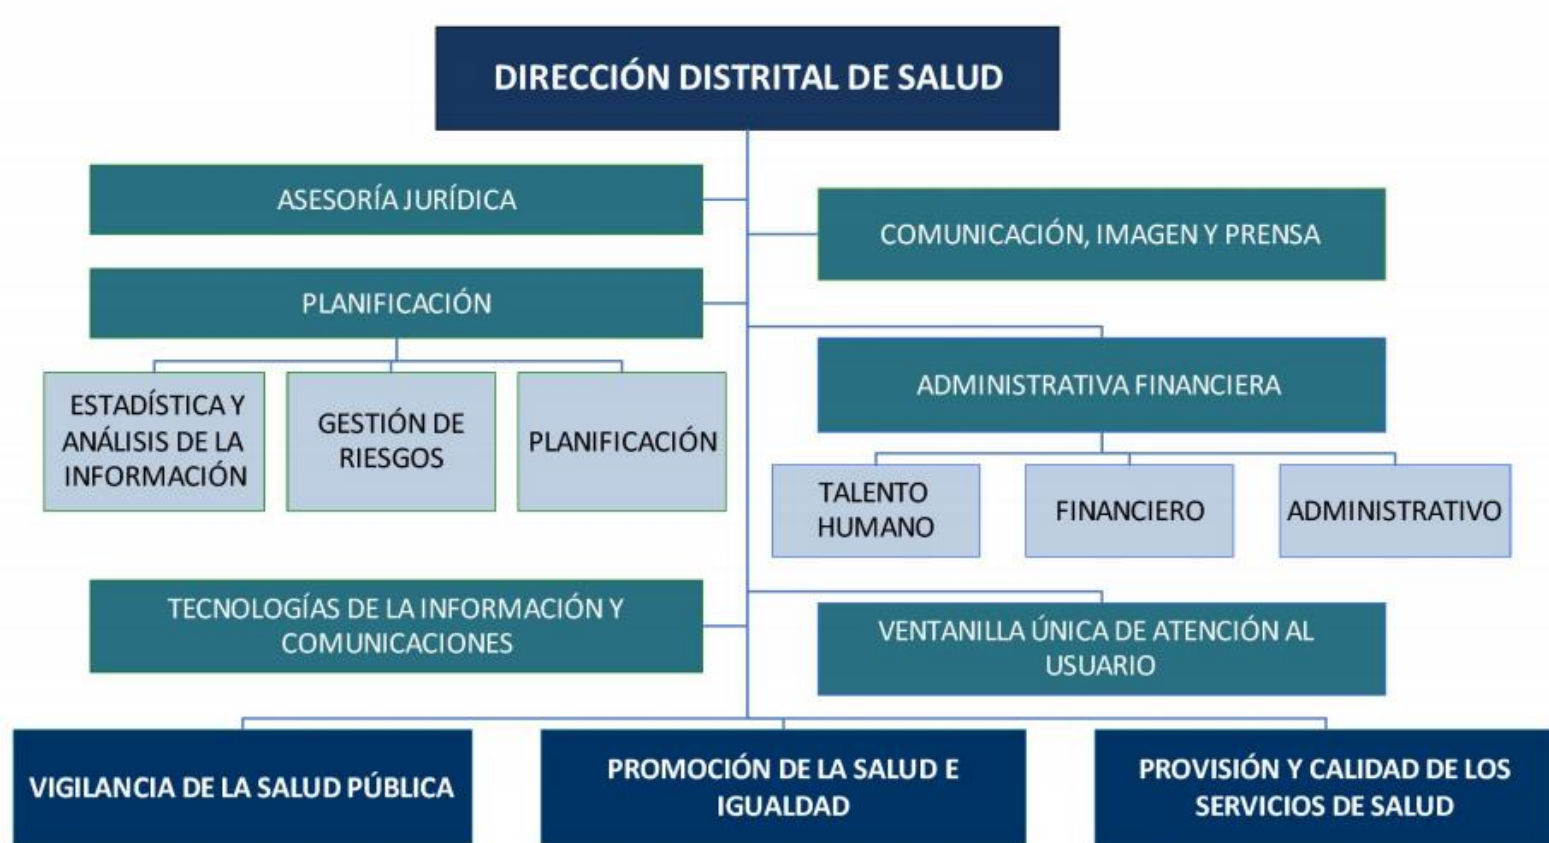 DIRECCIÓN DISTRITAL DE SALUD
ASESORÍA JURÍDICA
COMUNICACIÓN, IMAGEN Y PRENSA
PLANIFICACIÓN
ESTADÍSTICA Y
ANÁLISIS DE LA
INFORMACIÓN
GESTIÓN DE
RIESGOS
PLANIFICACIÓN
ADMINISTRATIVA FINANCIERA
TALENTO
HUMANO
FINANCIERO
ADMINISTRATIVO
TECNOLOGÍAS DE LA INFORMACIÓN Y
COMUNICACIONES
VENTANILLA ÚNICA DE ATENCIÓN AL
USUARIO
VIGILANCIA DE LA SALUD PÚBLICA
PROMOCIÓN DE LA SALUD E
IGUALDAD
PROVISIÓN Y CALIDAD DE LOS
SERVICIOS DE SALUD